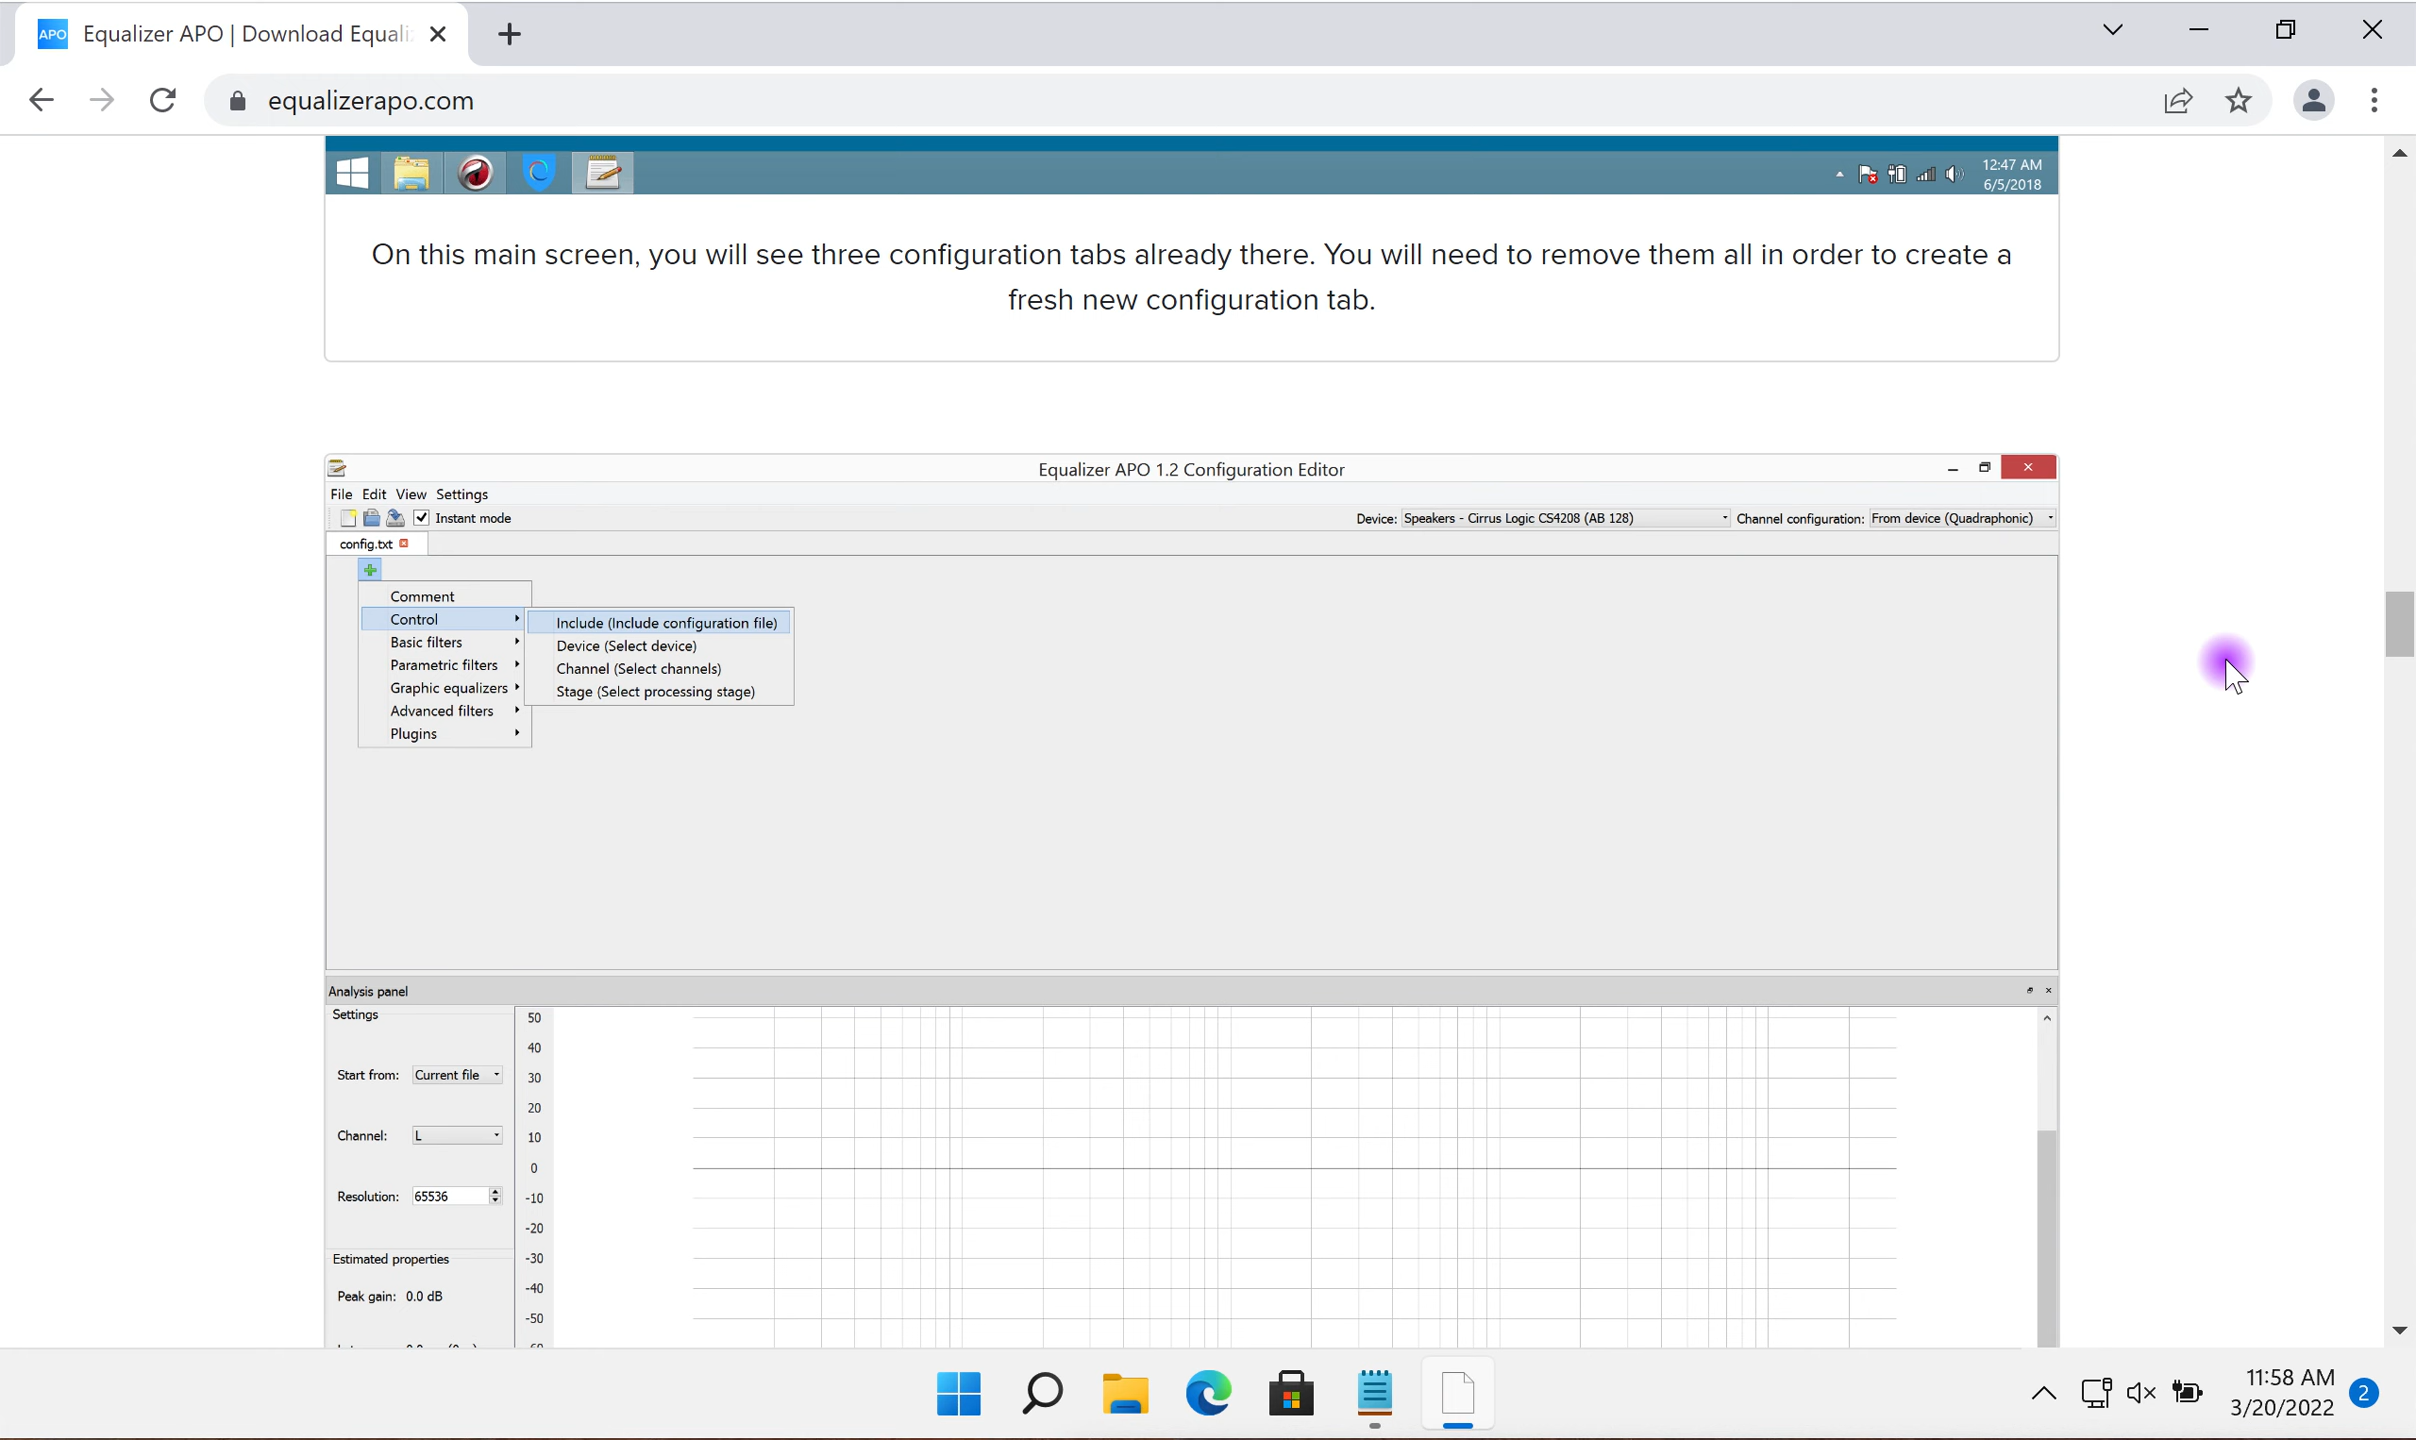 APO Equalizer APO | Download Equali
equalizerapo.com
12:47 AM
6/5/2018
On this main screen, you will see three configuration tabs already there. You will need to remove them all in order to create a
fresh new configuration tab.
Equalizer APO 1.2 Configuration Editor
File Edit View Settings
Instant mode
Device: Speakers - Cirrus Logic CS4208 (AB 128) Channel configuration: From device (Quadraphonic)
config.txt
Comment
Control
Include (Include configuration file)
Basic filters
Device (Select device)
Parametric filters
Channel (Select channels)
Graphic equalizers
Stage (Select processing stage)
Advanced filters
Plugins
Analysis panel
Settings
50
40
Start from: Current file
30
20
Channel: L
10
0
Resolution: 65536
-10
-20
Estimated properties
-30
-40
Peak gain: 0.0 dB
-50
11:58 AM
3/20/2022
2